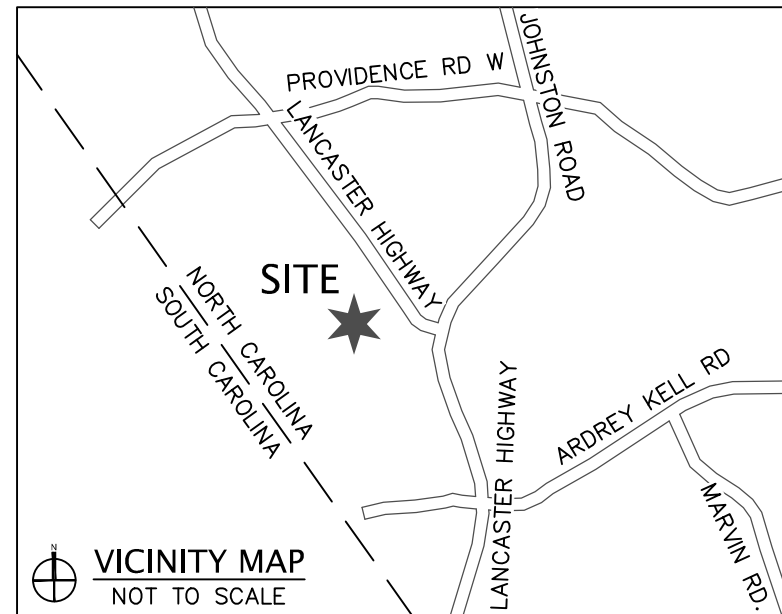 PROVIDENCE RD W
JOHNSTON ROAD
LANCASTER HIGHWAY
SITE
NORTH CAROLINA
SOUTH CAROLINA
LANCASTER HIGHWAY
ARDREY KELL RD
MARVIN RD.
N
VICINITY MAP
NOT TO SCALE